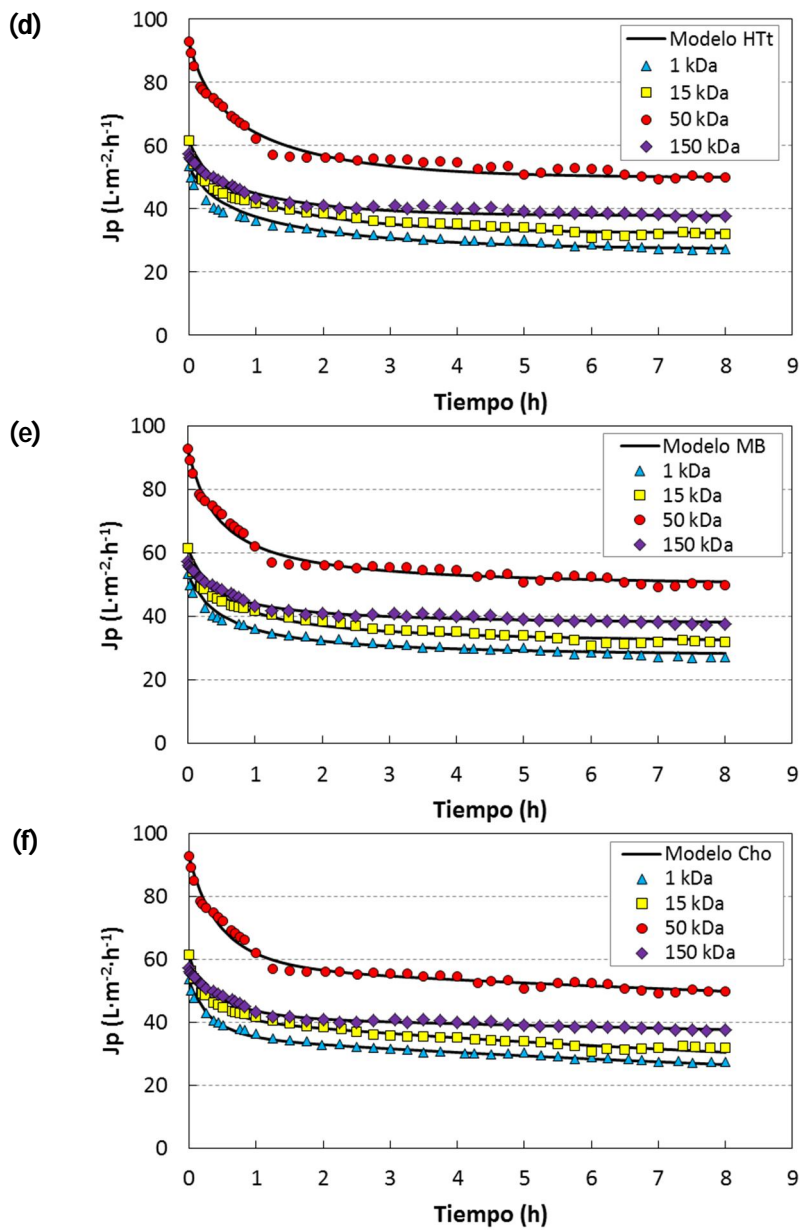 (d)
Jp (L·m⁻²·h⁻¹)
100
80
60
40
20
0
Modelo HTt
1 kDa
15 kDa
50 kDa
150 kDa
0 1 2 3 4 5 6 7 8 9
Tiempo (h)
(e)
Jp (L·m⁻²·h⁻¹)
100
80
60
40
20
0
Modelo MB
1 kDa
15 kDa
50 kDa
150 kDa
0 1 2 3 4 5 6 7 8 9
Tiempo (h)
(f)
Jp (L·m⁻²·h⁻¹)
100
80
60
40
20
0
Modelo Cho
1 kDa
15 kDa
50 kDa
150 kDa
0 1 2 3 4 5 6 7 8 9
Tiempo (h)